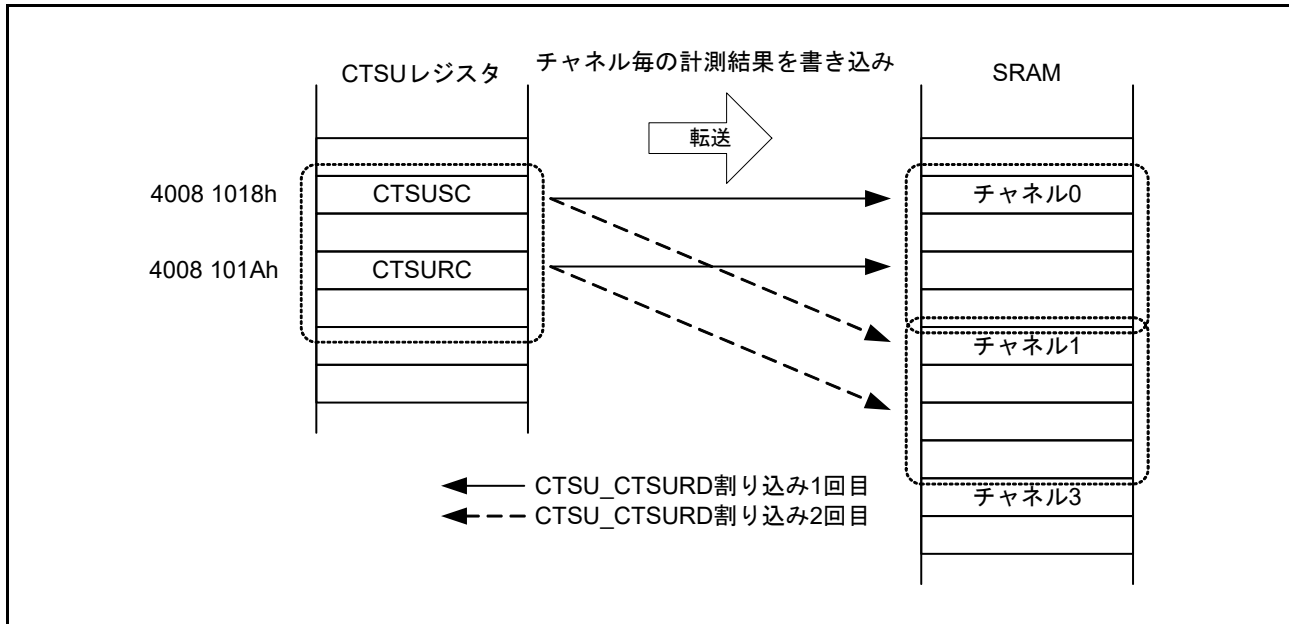 チャネル毎の計測結果を書き込み
CTSUレジスタ
SRAM
転送
4008 1018h
CTSUSC
チャネル0
4008 101Ah
CTSURC
チャネル1
CTSU_CTSURD割り込み1回目
チャネル3
CTSU_CTSURD割り込み2回目